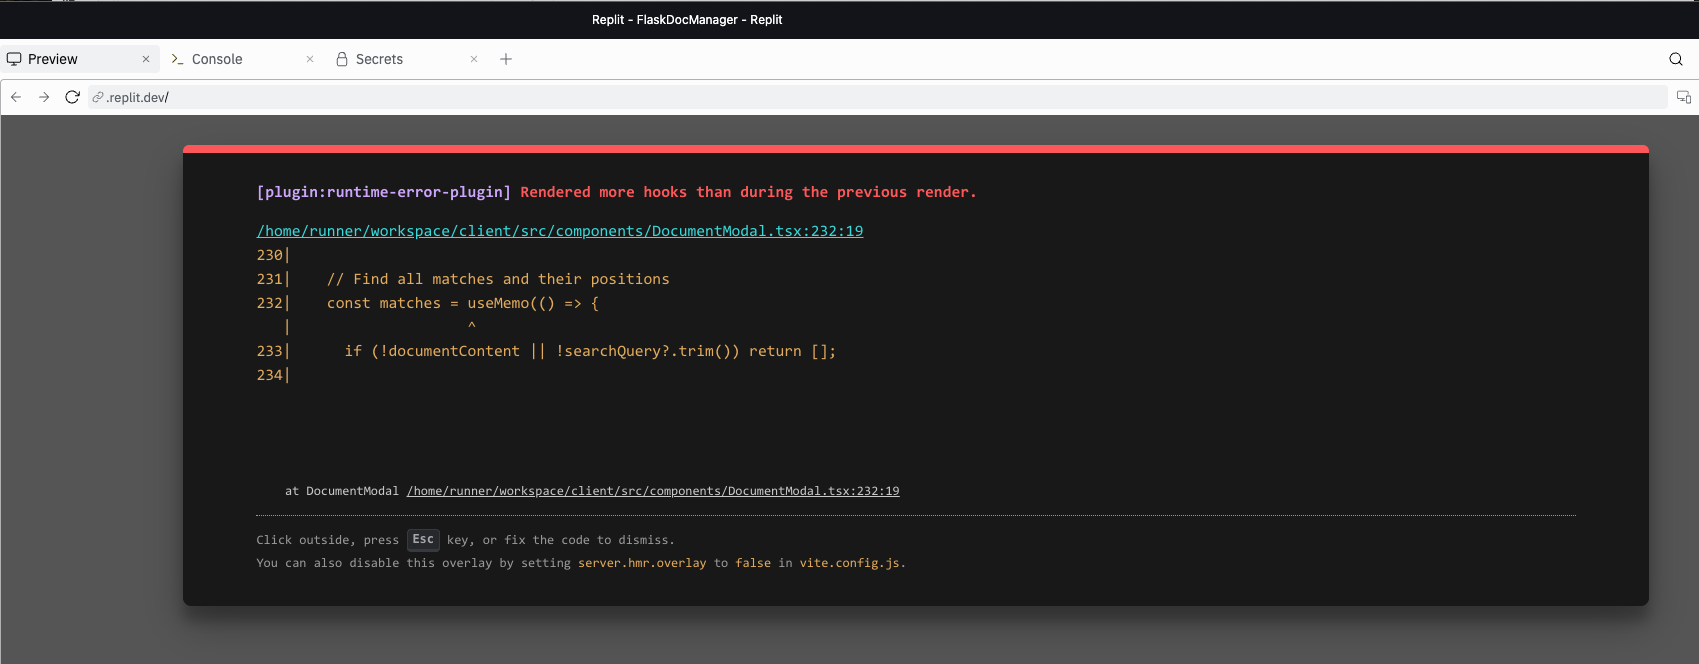 Replit - FlaskDocManager - Replit
Preview × Console × Secrets × +
.replit.dev/
[plugin:runtime-error-plugin] Rendered more hooks than during the previous render.
/home/runner/workspace/client/src/components/DocumentModal.tsx:232:19
230|
231|    // Find all matches and their positions
232|    const matches = useMemo(() => {
   |                    ^
233|      if (!documentContent || !searchQuery?.trim()) return [];
234|
at DocumentModal /home/runner/workspace/client/src/components/DocumentModal.tsx:232:19
Click outside, press Esc key, or fix the code to dismiss.
You can also disable this overlay by setting server.hmr.overlay to false in vite.config.js.